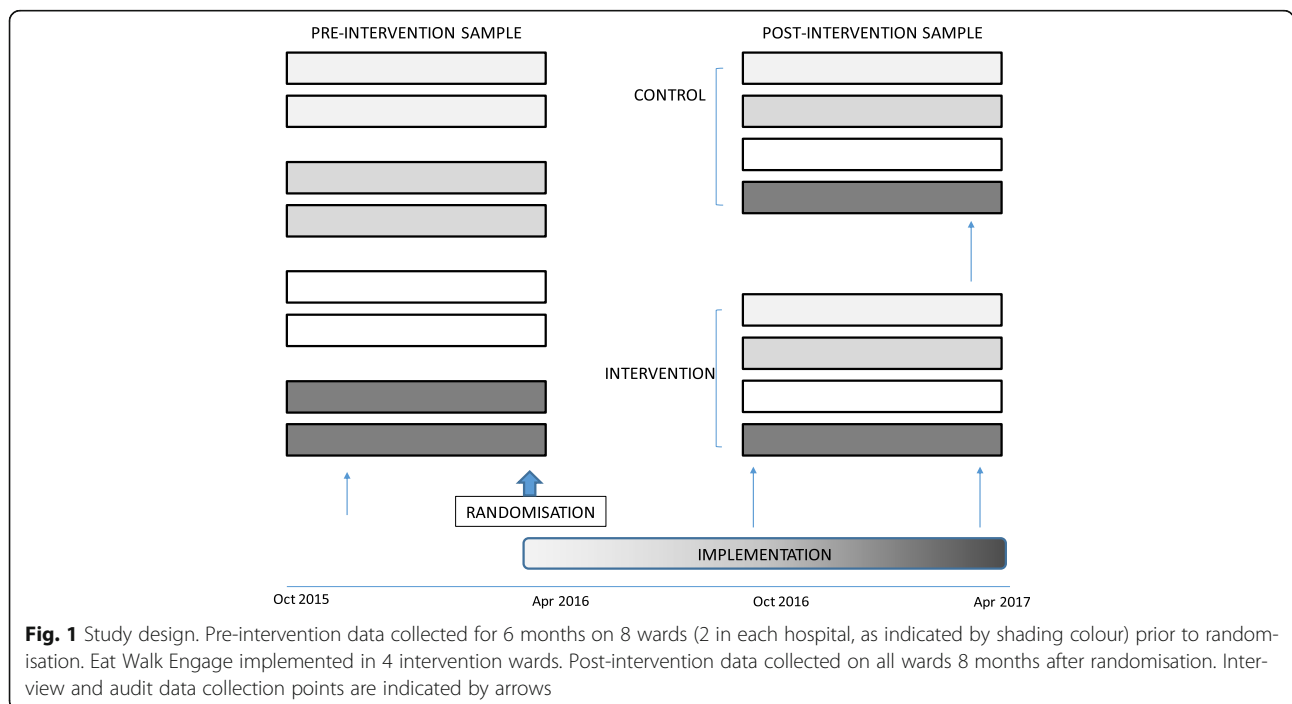 PRE-INTERVENTION SAMPLE
POST-INTERVENTION SAMPLE
CONTROL
INTERVENTION
RANDOMISATION
IMPLEMENTATION
Oct 2015
Apr 2016
Oct 2016
Apr 2017
Fig. 1 Study design. Pre-intervention data collected for 6 months on 8 wards (2 in each hospital, as indicated by shading colour) prior to random-
isation. Eat Walk Engage implemented in 4 intervention wards. Post-intervention data collected on all wards 8 months after randomisation. Inter-
view and audit data collection points are indicated by arrows